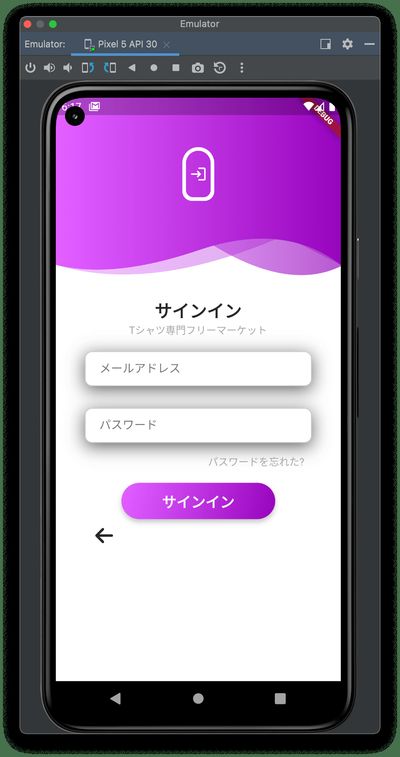 Emulator
Emulator:
Pixel 5 API 30
DEBUG
サインイン
Tシャツ専門フリーマーケット
メールアドレス
パスワード
パスワードを忘れた?
サインイン